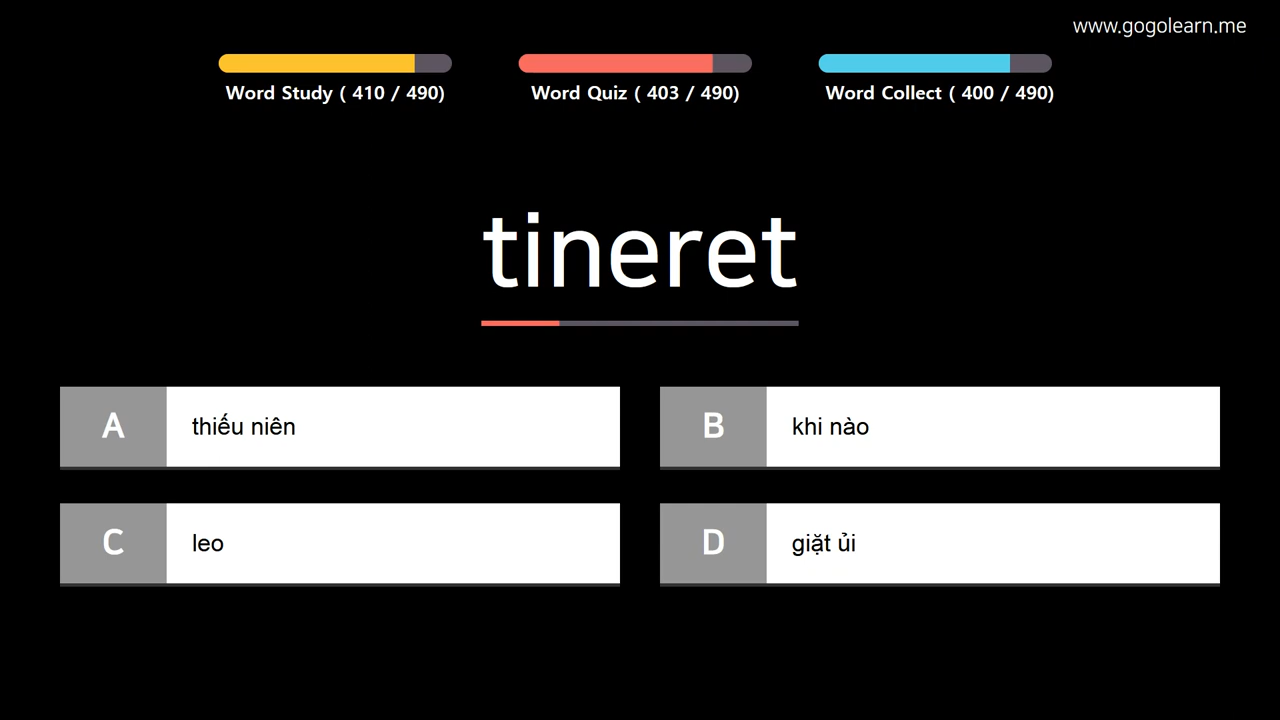 www.gogolearn.me
Word Study ( 410 / 490)
Word Quiz ( 403 / 490)
Word Collect ( 400 / 490)
tineret
A thiếu niên
B khi nào
C leo
D giặt ủi